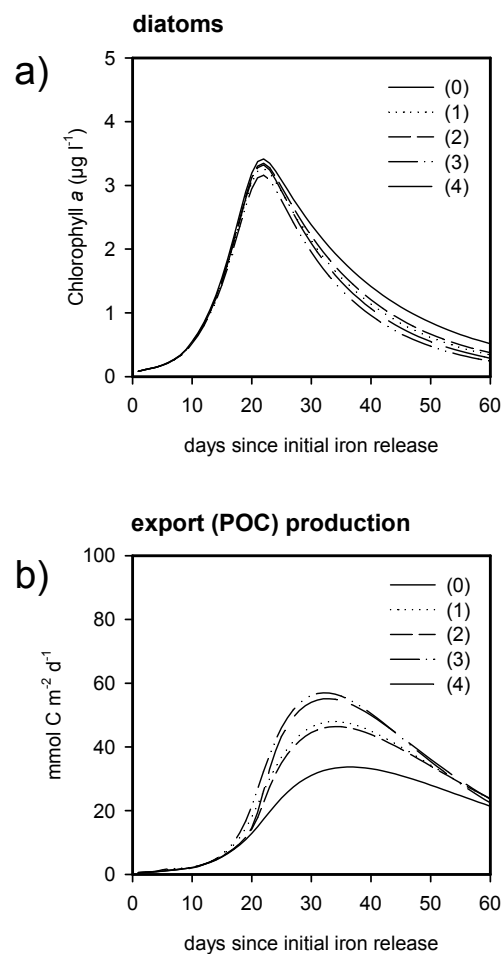 diatoms
a)
5
4
3
2
1
0
Chlorophyll a (µg l-1)
(0)
(1)
(2)
(3)
(4)
0 10 20 30 40 50 60
days since initial iron release
export (POC) production
b)
100
80
60
40
20
0
mmol C m-2 d-1
(0)
(1)
(2)
(3)
(4)
0 10 20 30 40 50 60
days since initial iron release